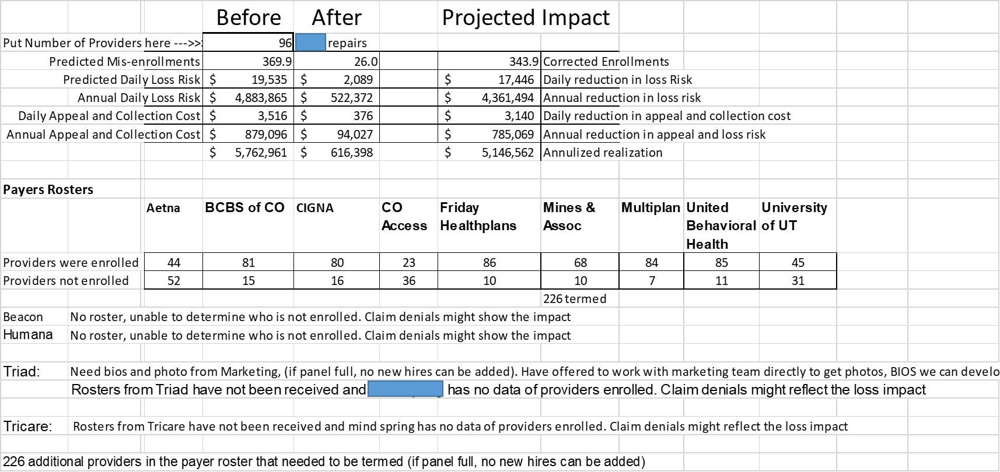 Before After Projected Impact
Put Number of Providers here --->>> 96 repairs
Predicted Mis-enrollments 369.9 26.0 343.9 Corrected Enrollments
Predicted Daily Loss Risk $ 19,535 $ 2,089 $ 17,446 Daily reduction in loss Risk
Annual Daily Loss Risk $ 4,883,865 $ 522,372 $ 4,361,494 Annual reduction in loss risk
Daily Appeal and Collection Cost $ 3,516 $ 376 $ 3,140 Daily reduction in appeal and collection cost
Annual Appeal and Collection Cost $ 879,096 $ 94,027 $ 785,069 Annual reduction in appeal and loss risk
$ 5,762,961 $ 616,398 $ 5,146,562 Annulized realization
Payers Rosters
Aetna BCBS of CO CIGNA CO Friday Mines & Multiplan United University
Access Healthplans Assoc Behavioral of UT
Health
Providers were enrolled 44 81 80 23 86 68 84 85 45
Providers not enrolled 52 15 16 36 10 10 7 11 31
226 termed
Beacon No roster, unable to determine who is not enrolled. Claim denials might show the impact
Humana No roster, unable to determine who is not enrolled. Claim denials might show the impact
Triad: Need bios and photo from Marketing, (if panel full, no new hires can be added). Have offered to work with marketing team directly to get photos, BIOS we can develo
Rosters from Triad have not been received and has no data of providers enrolled. Claim denials might reflect the loss impact
Tricare: Rosters from Tricare have not been received and mind spring has no data of providers enrolled. Claim denials might reflect the loss impact
226 additional providers in the payer roster that needed to be termed (if panel full, no new hires can be added)